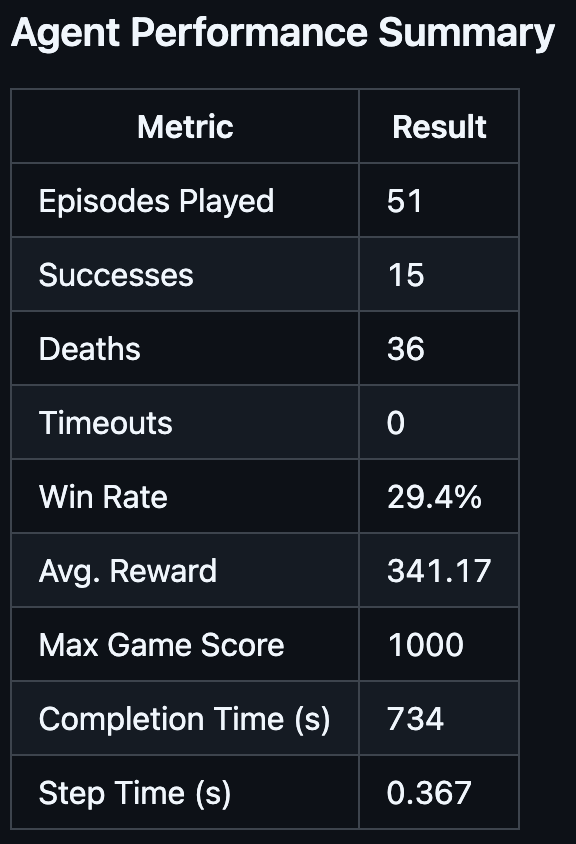 Agent Performance Summary
Metric Result
Episodes Played 51
Successes 15
Deaths 36
Timeouts 0
Win Rate 29.4%
Avg. Reward 341.17
Max Game Score 1000
Completion Time (s) 734
Step Time (s) 0.367